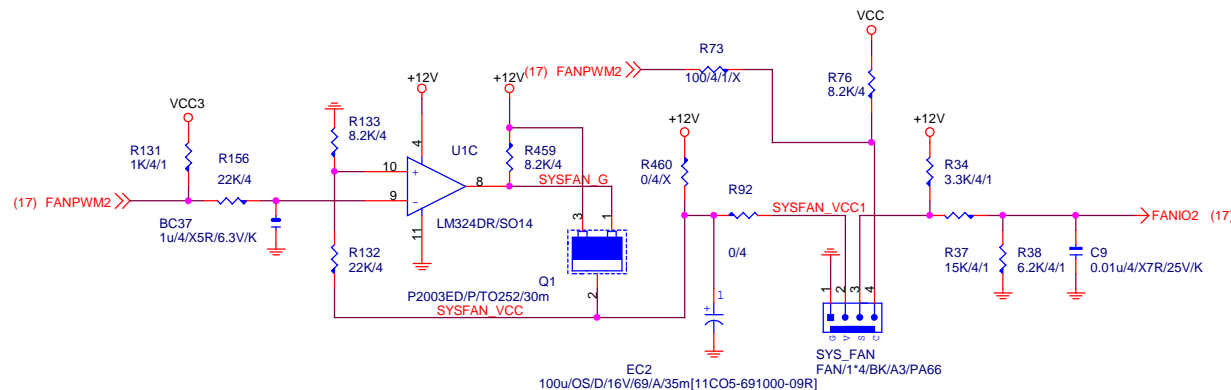 VCC
R73
(17) FANPWM2
100/4/1/X
R76
8.2K/4
+12V
+12V
VCC3
R133
8.2K/4
R131
1K/4/1
R156
22K/4
4
U1C
R459
8.2K/4
+12V
R460
0/4/X
+12V
R34
3.3K/4/1
10
+
9
-
8
SYSFAN_G
(17) FANPWM2
R92
SYSFAN_VCC1
FANIO2 (17)
BC37
1u/4/X5R/6.3V/K
11
LM324DR/SO14
3
1
R132
22K/4
0/4
R37
15K/4/1
R38
6.2K/4/1
C9
0.01u/4/X7R/25V/K
Q1
P2003ED/P/TO252/30m
2
SYSFAN_VCC
+
1
1
2
3
4
G
V
S
C
SYS_FAN
FAN/1*4/BK/A3/PA66
EC2
100u/OS/D/16V/69/A/35m[11CO5-691000-09R]